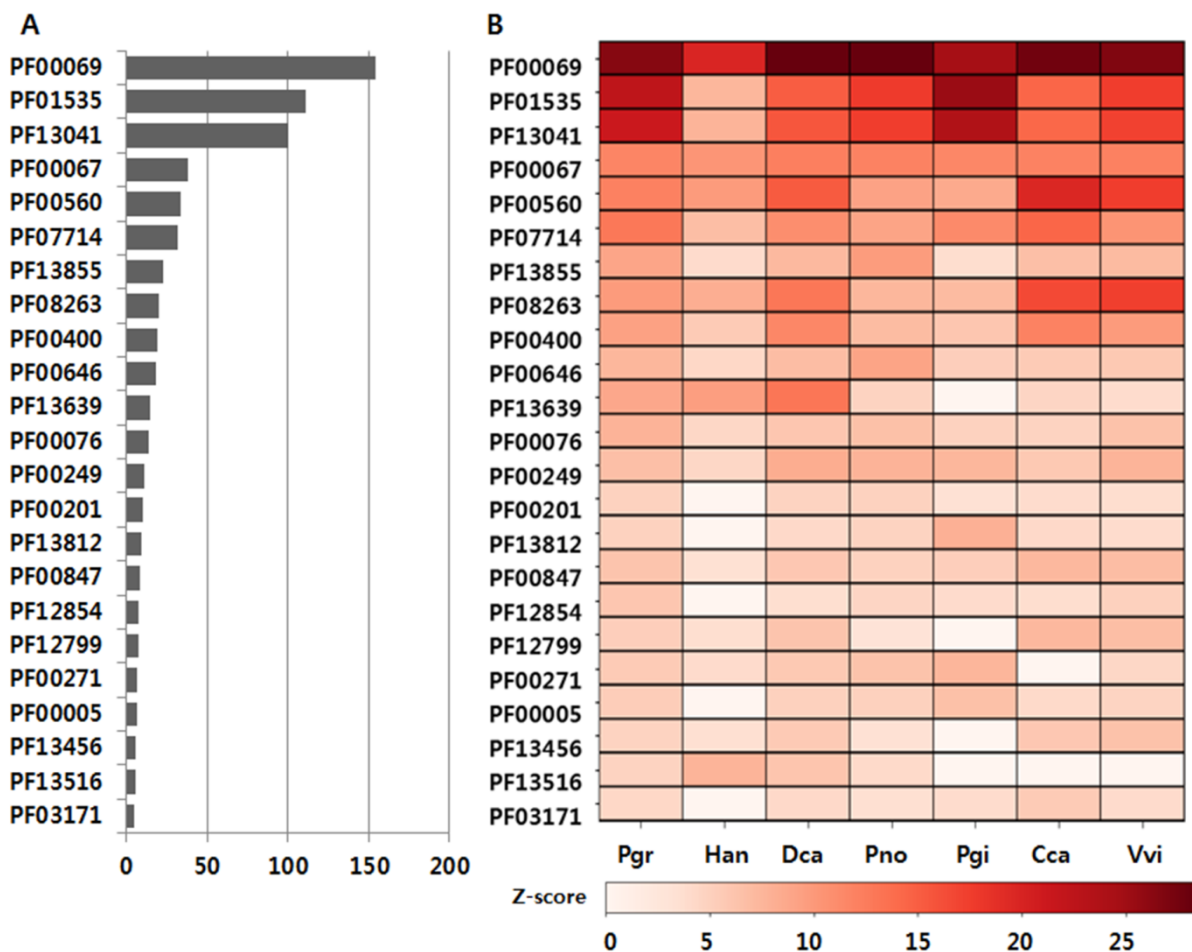 A
PF00069
PF01535
PF13041
PF00067
PF00560
PF07714
PF13855
PF08263
PF00400
PF00646
PF13639
PF00076
PF00249
PF00201
PF13812
PF00847
PF12854
PF12799
PF00271
PF00005
PF13456
PF13516
PF03171
0 50 100 150 200
B
PF00069
PF01535
PF13041
PF00067
PF00560
PF07714
PF13855
PF08263
PF00400
PF00646
PF13639
PF00076
PF00249
PF00201
PF13812
PF00847
PF12854
PF12799
PF00271
PF00005
PF13456
PF13516
PF03171
Pgr Han Dca Pno Pgi Cca Vvi
Z-score
0 5 10 15 20 25